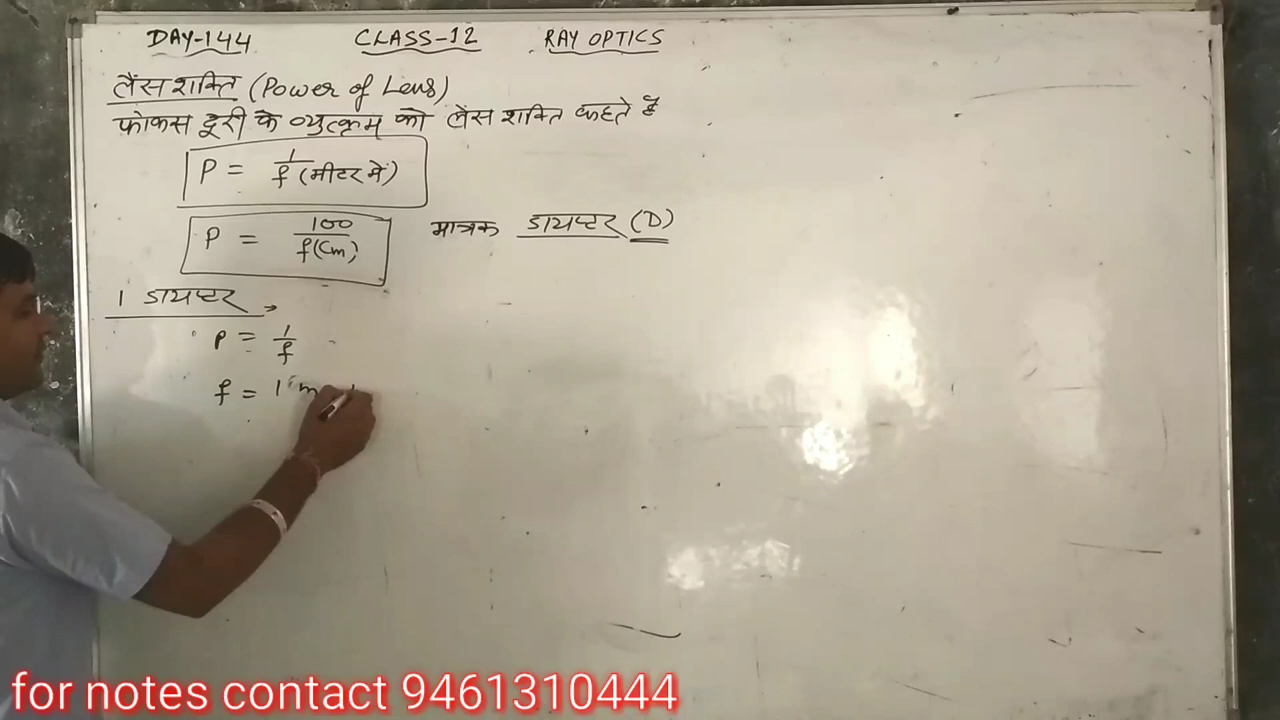 DAY-144 CLASS-12 RAY OPTICS
लैंस शक्ति (Power of Lens)
फोकस दूरी के व्युत्क्रम को लैंस शक्ति कहते हैं
P = 1/f (मीटर में)
P = 100/f(cm) मात्रक डायप्टर (D)
1 डायप्टर →
P = 1/f
f = 1 m
for notes contact 9461310444